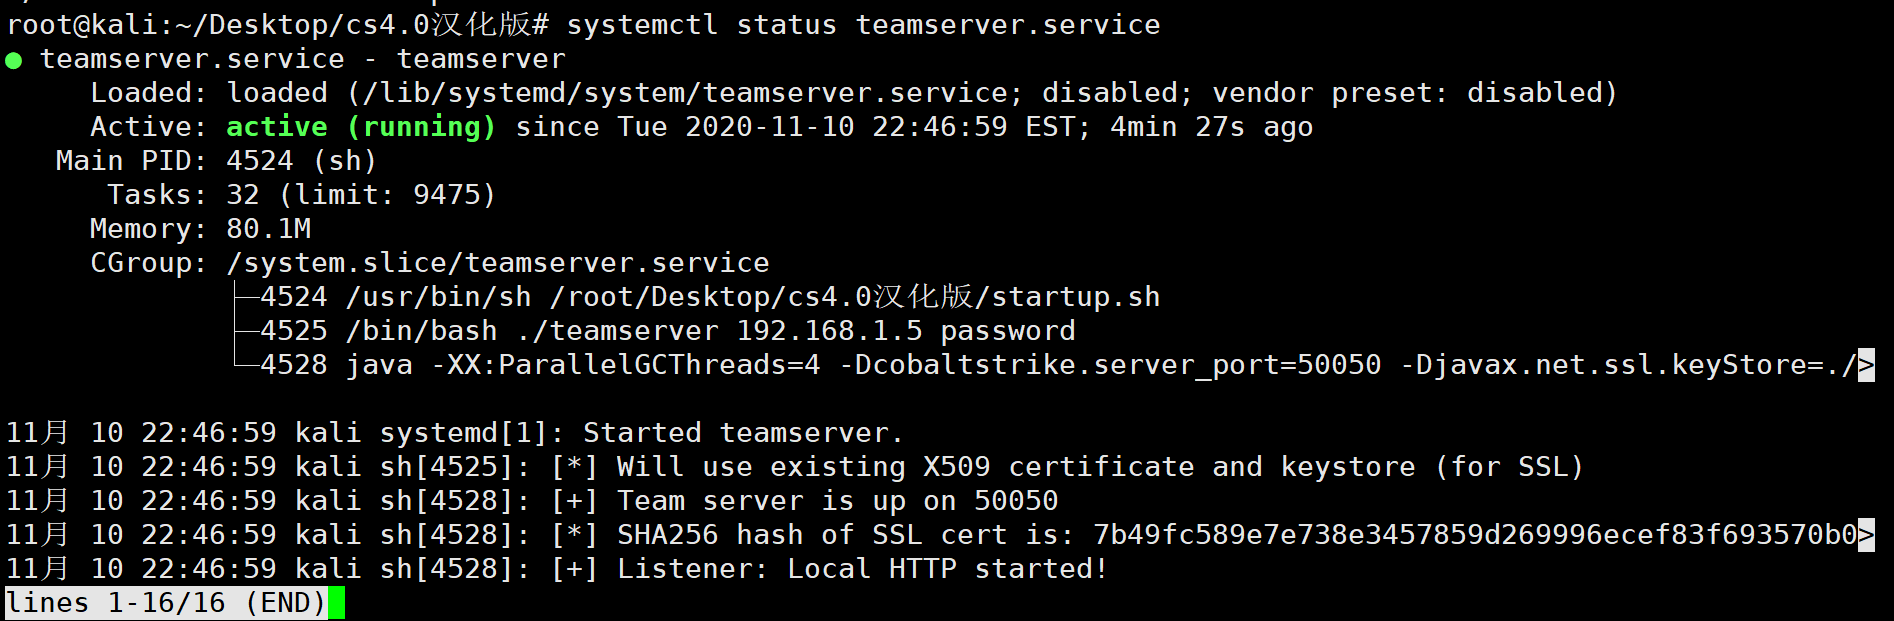 root@kali:~/Desktop/cs4.0汉化版# systemctl status teamserver.service
● teamserver.service - teamserver
     Loaded: loaded (/lib/systemd/system/teamserver.service; disabled; vendor preset: disabled)
     Active: active (running) since Tue 2020-11-10 22:46:59 EST; 4min 27s ago
   Main PID: 4524 (sh)
      Tasks: 32 (limit: 9475)
     Memory: 80.1M
     CGroup: /system.slice/teamserver.service
             ├─4524 /usr/bin/sh /root/Desktop/cs4.0汉化版/startup.sh
             ├─4525 /bin/bash ./teamserver 192.168.1.5 password
             └─4528 java -XX:ParallelGCThreads=4 -Dcobaltstrike.server_port=50050 -Djavax.net.ssl.keyStore=./>
11月 10 22:46:59 kali systemd[1]: Started teamserver.
11月 10 22:46:59 kali sh[4525]: [*] Will use existing X509 certificate and keystore (for SSL)
11月 10 22:46:59 kali sh[4528]: [+] Team server is up on 50050
11月 10 22:46:59 kali sh[4528]: [*] SHA256 hash of SSL cert is: 7b49fc589e7e738e3457859d269996ecef83f693570b0>
11月 10 22:46:59 kali sh[4528]: [+] Listener: Local HTTP started!
lines 1-16/16 (END)